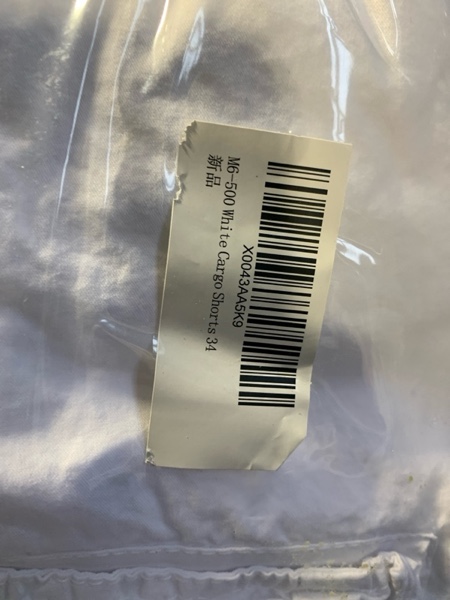 X0043AA5K9
M6-500 White Cargo Shorts 34
新品